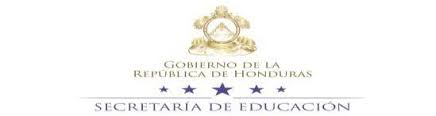 GOBIERNO DE LA
REPÚBLICA DE HONDURAS
SECRETARÍA DE EDUCACIÓN